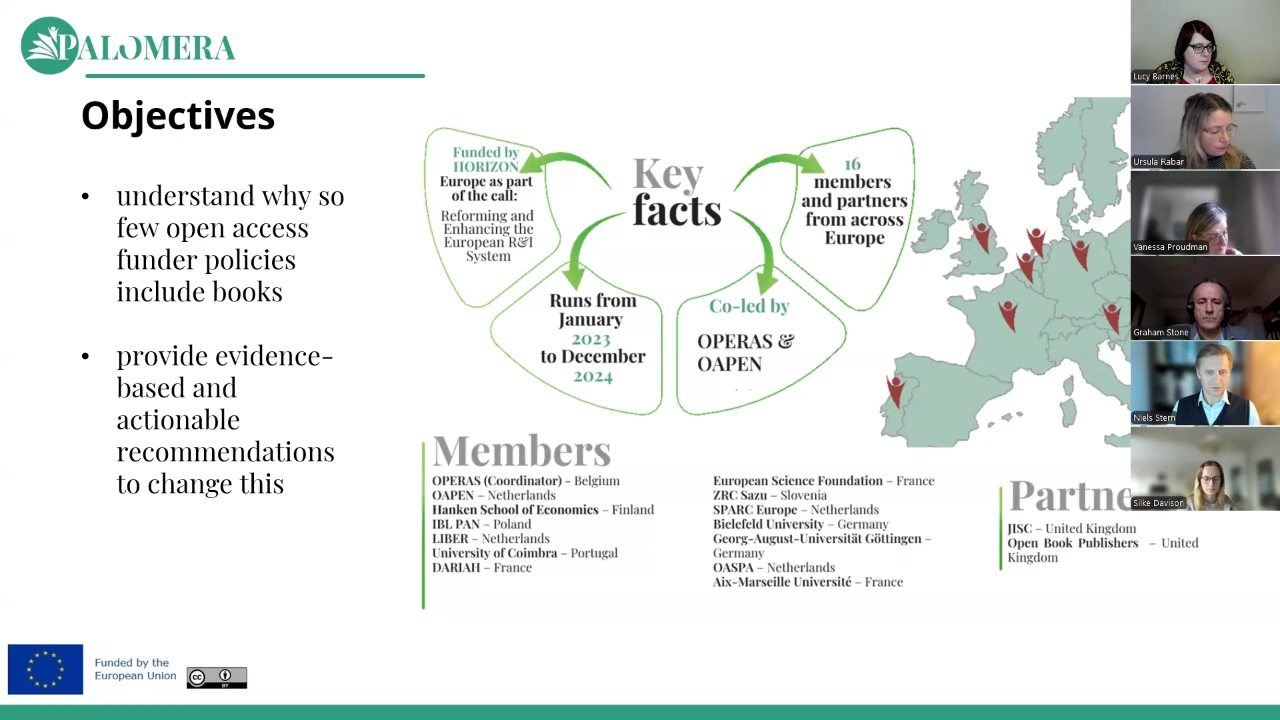 PALOMERA
Objectives
• understand why so
few open access
funder policies
include books
• provide evidence-
based and
actionable
recommendations
to change this
Funded by
HORIZON
Europe as part
of the call:
Reforming and
Enhancing the
European R&I
System
Key
facts
16
members
and partners
from across
Europe
Runs from
January
2023
to December
2024
Co-led by
OPERAS &
OAPEN
Members
OPERAS (Coordinator) - Belgium
OAPEN – Netherlands
Hanken School of Economics – Finland
IBL PAN – Poland
LIBER – Netherlands
University of Coimbra – Portugal
DARIAH – France
European Science Foundation – France
ZRC Sazu – Slovenia
SPARC Europe – Netherlands
Bielefeld University – Germany
Georg-August-Universität Göttingen –
Germany
OASPA – Netherlands
Aix-Marseille Université – France
Partne
JISC – United Kingdom
Open Book Publishers – United
Kingdom
Lucy Barnes
Ursula Rabar
Vanessa Proudman
Graham Stone
Niels Stern
Silke Davison
Funded by the
European Union
cc
BY